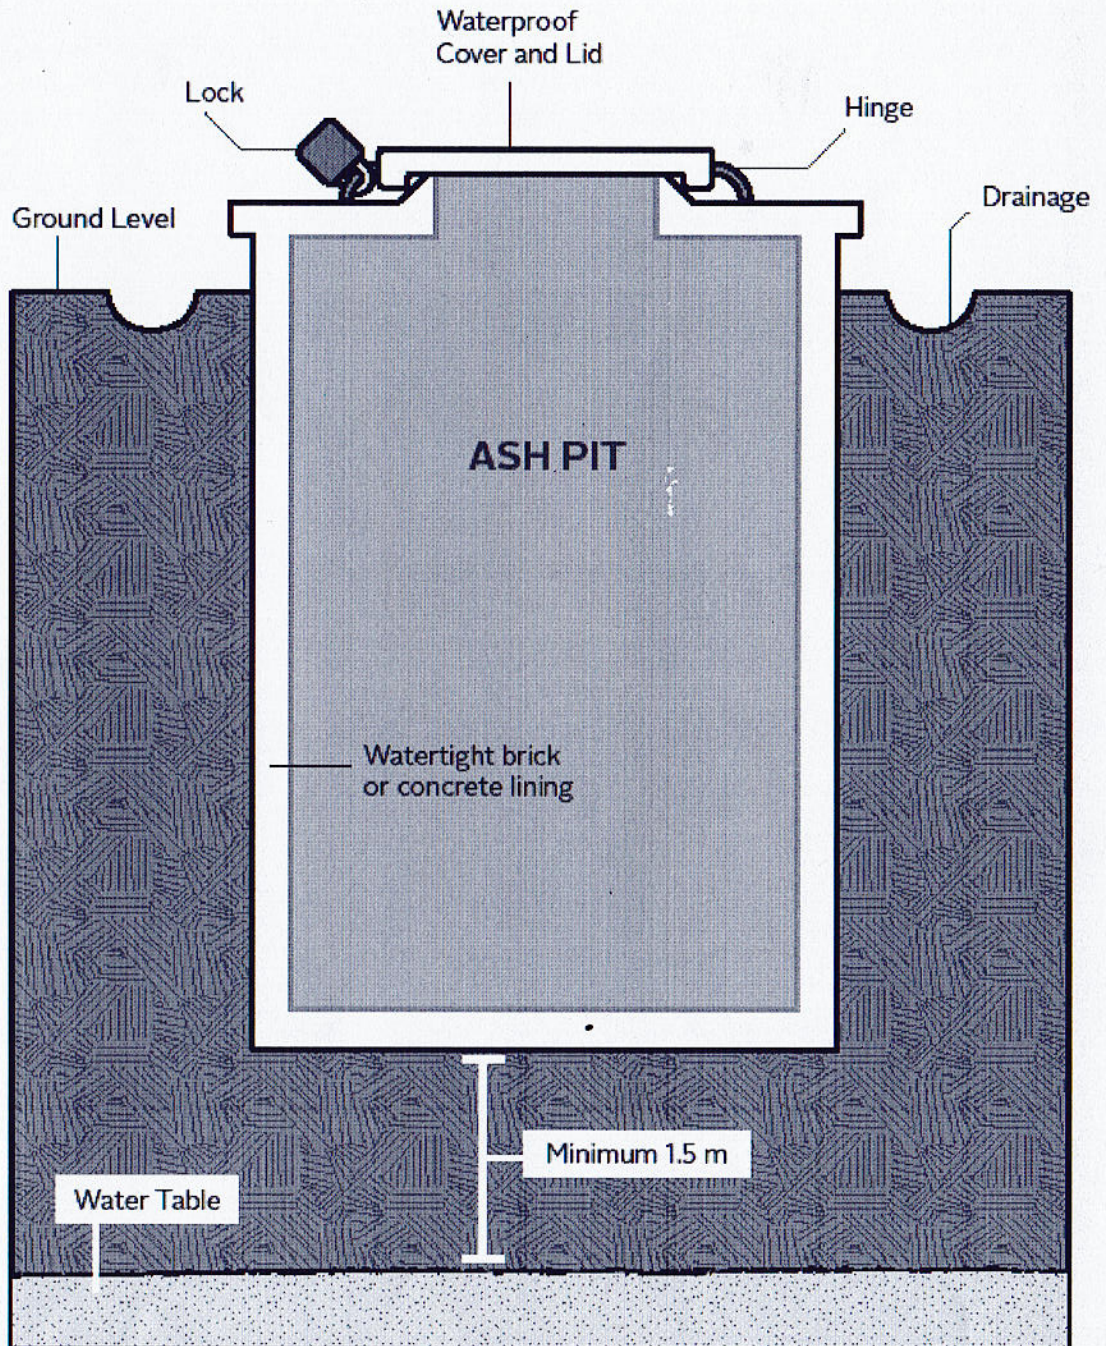 Waterproof
Cover and Lid
Lock
Hinge
Drainage
Ground Level
ASH PIT
Watertight brick
or concrete lining
Minimum 1.5 m
Water Table